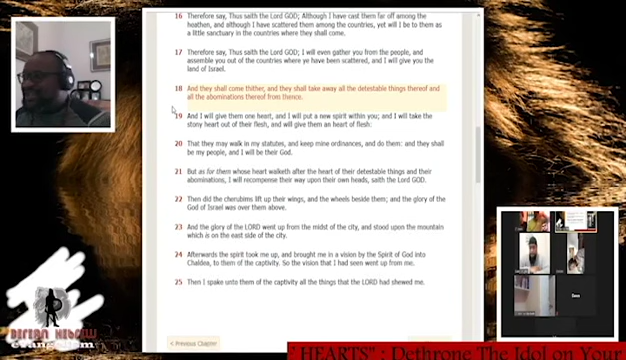 16 Therefore say, Thus saith the Lord GOD; Although I have cast them far off among the
heathen, and although I have scattered them among the countries, yet will I be to them as
a little sanctuary in the countries where they shall come.
17 Therefore say, Thus saith the Lord GOD; I will even gather you from the people, and
assemble you out of the countries where ye have been scattered, and I will give you the
land of Israel.
18 And they shall come thither, and they shall take away all the detestable things thereof and
all the abominations thereof from thence.
19 And I will give them one heart, and I will put a new spirit within you; and I will take the
stony heart out of their flesh, and will give them an heart of flesh:
20 That they may walk in my statutes, and keep mine ordinances, and do them: and they shall
be my people, and I will be their God.
21 But as for them whose heart walketh after the heart of their detestable things and their
abominations, I will recompense their way upon their own heads, saith the Lord GOD.
22 Then did the cherubims lift up their wings, and the wheels beside them; and the glory of the
God of Israel was over them above.
23 And the glory of the LORD went up from the midst of the city, and stood upon the mountain
which is on the east side of the city.
24 Afterwards the spirit took me up, and brought me in a vision by the Spirit of God into
Chaldea, to them of the captivity. So the vision that I had seen went up from me.
25 Then I spake unto them of the captivity all the things that the LORD had shewed me.
< Previous Chapter
BEREAN HEBREW
"HEARTS" : Dethrone The Idol on Your